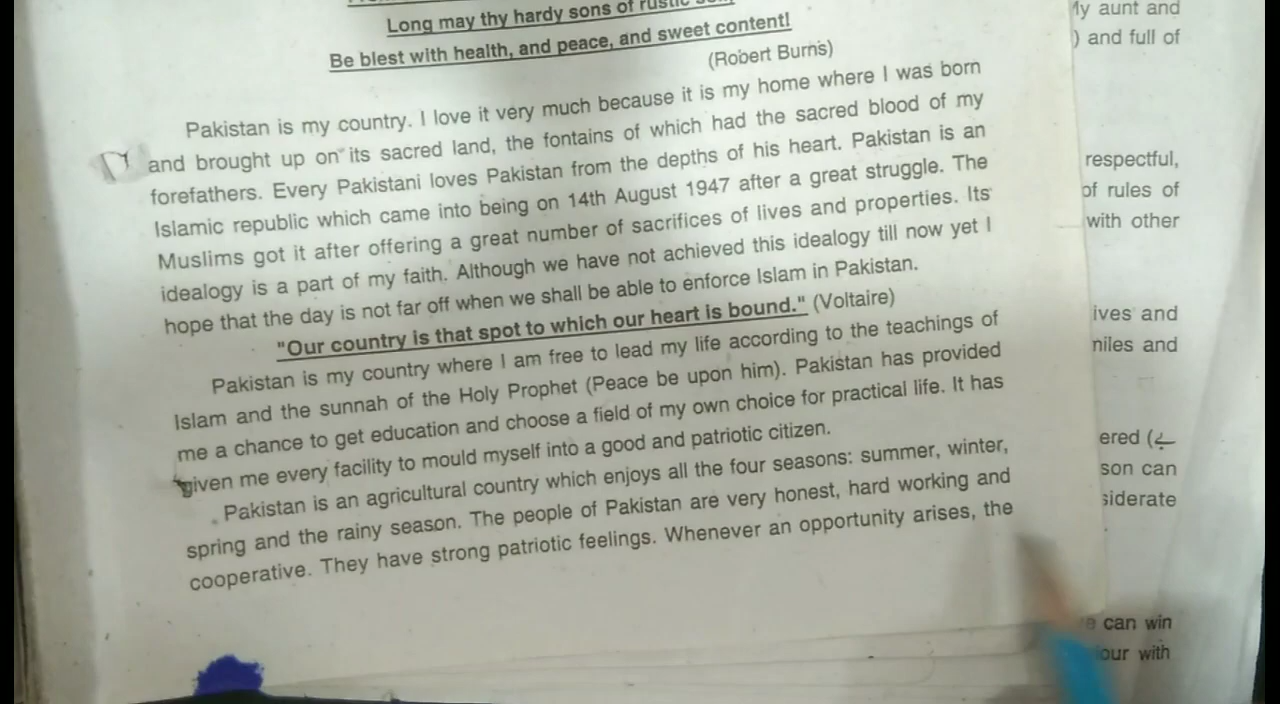 Long may thy hardy sons of rustic
Be blest with health, and peace, and sweet content!
(Robert Burns)
Pakistan is my country. I love it very much because it is my home where I was born
and brought up on its sacred land, the fontains of which had the sacred blood of my
forefathers. Every Pakistani loves Pakistan from the depths of his heart. Pakistan is an
Islamic republic which came into being on 14th August 1947 after a great struggle. The
Muslims got it after offering a great number of sacrifices of lives and properties. Its
idealogy is a part of my faith. Although we have not achieved this idealogy till now yet I
hope that the day is not far off when we shall be able to enforce Islam in Pakistan.
"Our country is that spot to which our heart is bound." (Voltaire)
Pakistan is my country where I am free to lead my life according to the teachings of
Islam and the sunnah of the Holy Prophet (Peace be upon him). Pakistan has provided
me a chance to get education and choose a field of my own choice for practical life. It has
given me every facility to mould myself into a good and patriotic citizen.
Pakistan is an agricultural country which enjoys all the four seasons: summer, winter,
spring and the rainy season. The people of Pakistan are very honest, hard working and
cooperative. They have strong patriotic feelings. Whenever an opportunity arises, the
aunt and
) and full of
respectful,
of rules of
with other
ives and
ered (
son can
siderate
can win
our with